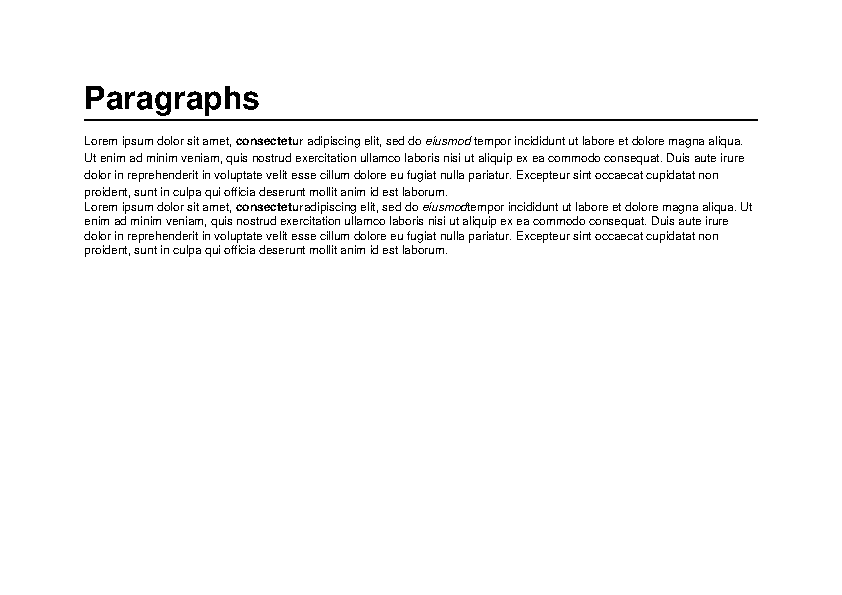 Paragraphs
Lorem ipsum dolor sit amet, consectetur adipiscing elit, sed do eiusmod tempor incididunt ut labore et dolore magna aliqua.
Ut enim ad minim veniam, quis nostrud exercitation ullamco laboris nisi ut aliquip ex ea commodo consequat. Duis aute irure
dolor in reprehenderit in voluptate velit esse cillum dolore eu fugiat nulla pariatur. Excepteur sint occaecat cupidatat non
proident, sunt in culpa qui officia deserunt mollit anim id est laborum.
Lorem ipsum dolor sit amet, consecteturadipiscing elit, sed do eiusmodtempor incididunt ut labore et dolore magna aliqua. Ut
enim ad minim veniam, quis nostrud exercitation ullamco laboris nisi ut aliquip ex ea commodo consequat. Duis aute irure
dolor in reprehenderit in voluptate velit esse cillum dolore eu fugiat nulla pariatur. Excepteur sint occaecat cupidatat non
proident, sunt in culpa qui officia deserunt mollit anim id est laborum.